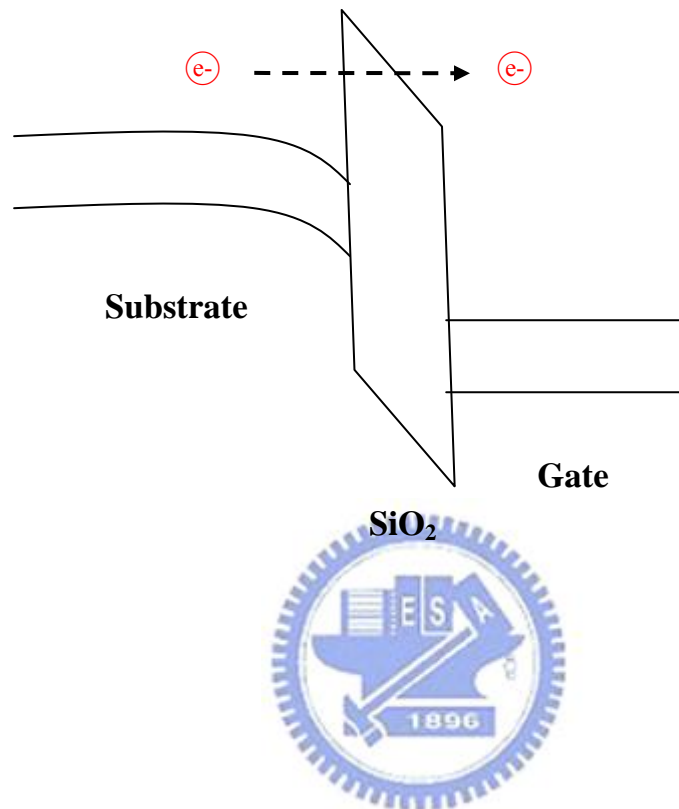 e- e-
Substrate
Gate
SiO₂
E S A
1896